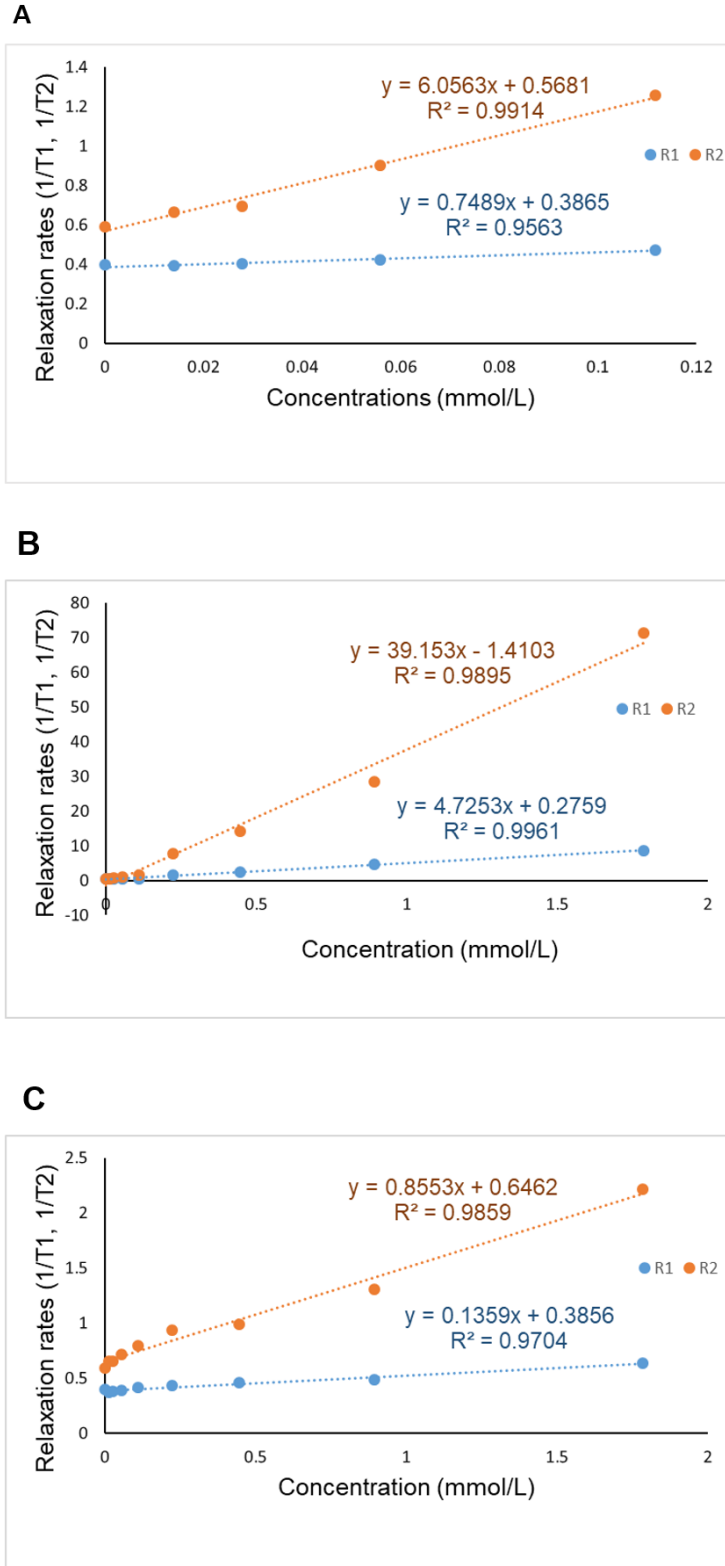 A
Relaxation rates (1/T1, 1/T2)
1.4
1.2
1
0.8
0.6
0.4
0.2
0
y = 6.0563x + 0.5681
R² = 0.9914
R1 R2
y = 0.7489x + 0.3865
R² = 0.9563
0 0.02 0.04 0.06 0.08 0.1 0.12
Concentrations (mmol/L)
B
Relaxation rates (1/T1, 1/T2)
80
70
60
50
40
30
20
10
0
-10
y = 39.153x - 1.4103
R² = 0.9895
R1 R2
y = 4.7253x + 0.2759
R² = 0.9961
0 0.5 1 1.5 2
Concentration (mmol/L)
C
Relaxation rates (1/T1, 1/T2)
2.5
2
1.5
1
0.5
0
y = 0.8553x + 0.6462
R² = 0.9859
R1 R2
y = 0.1359x + 0.3856
R² = 0.9704
0 0.5 1 1.5 2
Concentration (mmol/L)